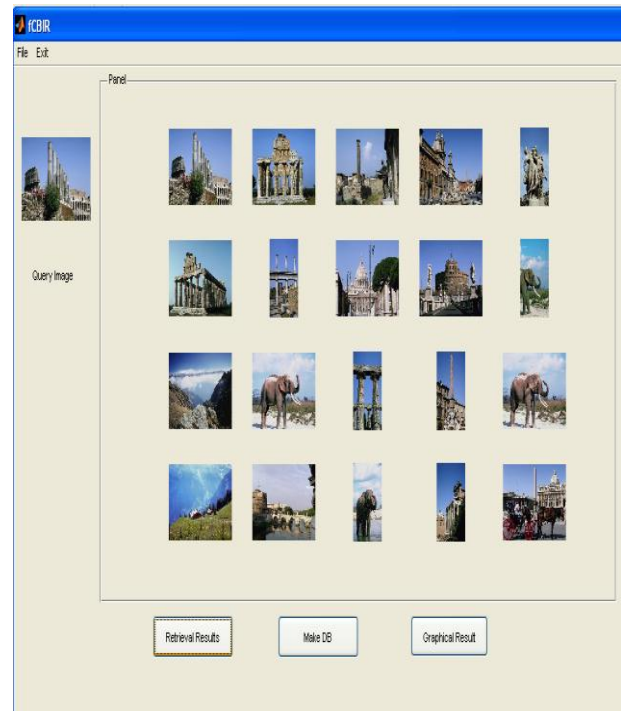 fCBIR
File Exit
Panel
Query Image
Retrieval Results
Make DB
Graphical Result